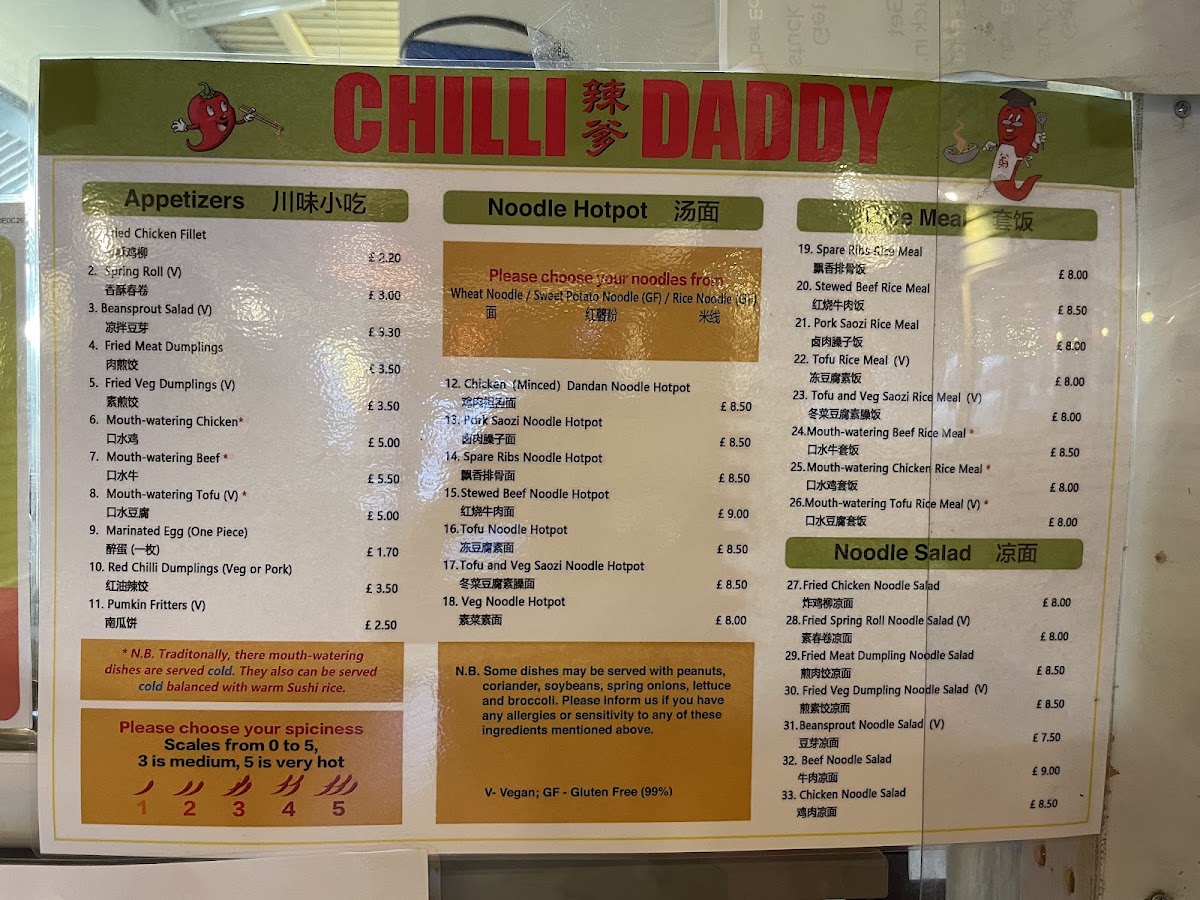 CHILLI 辣爹 DADDY
Appetizers 川味小吃
Fried Chicken Fillet
鸡柳
£ 2.20
2. Spring Roll (V)
香酥春卷
£ 3.00
3. Beansprout Salad (V)
凉拌豆芽
£ 3.30
4. Fried Meat Dumplings
肉煎饺
£ 3.50
5. Fried Veg Dumplings (V)
素煎饺
£ 3.50
6. Mouth-watering Chicken*
口水鸡
£ 5.00
7. Mouth-watering Beef *
口水牛
£ 5.50
8. Mouth-watering Tofu (V) *
口水豆腐
£ 5.00
9. Marinated Egg (One Piece)
醉蛋 (一枚)
£ 1.70
10. Red Chilli Dumplings (Veg or Pork)
红油辣饺
£ 3.50
11. Pumkin Fritters (V)
南瓜饼
£ 2.50
* N.B. Traditonally, there mouth-watering
dishes are served cold. They also can be served
cold balanced with warm Sushi rice.
Please choose your spiciness
Scales from 0 to 5,
3 is medium, 5 is very hot
1 2 3 4 5
Noodle Hotpot 汤面
Please choose your noodles from
Wheat Noodle / Sweet Potato Noodle (GF) / Rice Noodle (GF)
面 红薯粉 米线
12. Chicken (Minced) Dandan Noodle Hotpot
鸡肉担担面
£ 8.50
13. Pork Saozi Noodle Hotpot
卤肉臊子面
£ 8.50
14. Spare Ribs Noodle Hotpot
飘香排骨面
£ 8.50
15.Stewed Beef Noodle Hotpot
红烧牛肉面
£ 9.00
16.Tofu Noodle Hotpot
冻豆腐素面
£ 8.50
17.Tofu and Veg Saozi Noodle Hotpot
冬菜豆腐素臊面
£ 8.50
18. Veg Noodle Hotpot
素菜素面
£ 8.00
N.B. Some dishes may be served with peanuts,
coriander, soybeans, spring onions, lettuce
and broccoli. Please inform us if you have
any allergies or sensitivity to any of these
ingredients mentioned above.
V- Vegan; GF - Gluten Free (99%)
Rice Meal 套饭
19. Spare Ribs Rice Meal
飘香排骨饭
£ 8.00
20. Stewed Beef Rice Meal
红烧牛肉饭
£ 8.50
21. Pork Saozi Rice Meal
卤肉臊子饭
£ 8.00
22. Tofu Rice Meal (V)
冻豆腐素饭
£ 8.00
23. Tofu and Veg Saozi Rice Meal (V)
冬菜豆腐素臊饭
£ 8.00
24.Mouth-watering Beef Rice Meal *
口水牛套饭
£ 8.50
25.Mouth-watering Chicken Rice Meal *
口水鸡套饭
£ 8.00
26.Mouth-watering Tofu Rice Meal (V) *
口水豆腐套饭
£ 8.00
Noodle Salad 凉面
27.Fried Chicken Noodle Salad
炸鸡柳凉面
£ 8.00
28.Fried Spring Roll Noodle Salad (V)
素春卷凉面
£ 8.00
29.Fried Meat Dumpling Noodle Salad
煎肉饺凉面
£ 8.50
30. Fried Veg Dumpling Noodle Salad (V)
煎素饺凉面
£ 8.50
31.Beansprout Noodle Salad (V)
豆芽凉面
£ 7.50
32. Beef Noodle Salad
牛肉凉面
£ 9.00
33. Chicken Noodle Salad
鸡肉凉面
£ 8.50